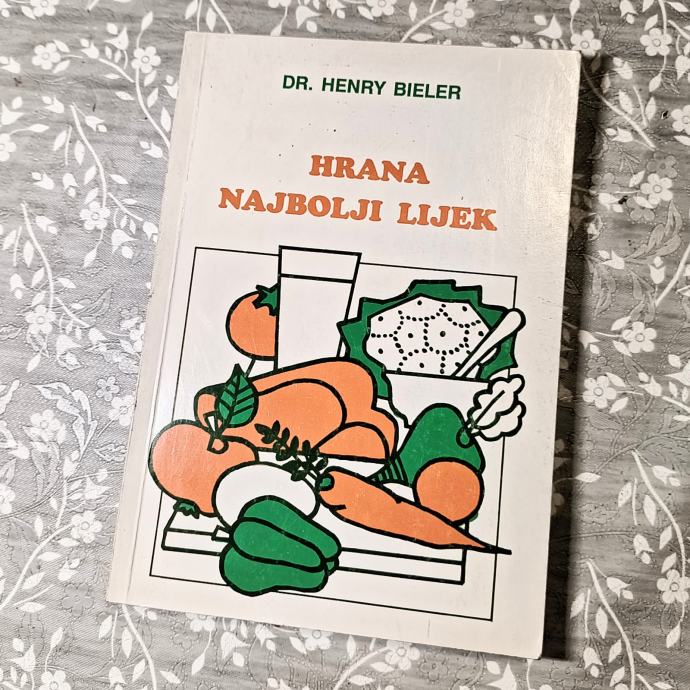 DR. HENRY BIELER
HRANA
NAJBOLJI LIJEK